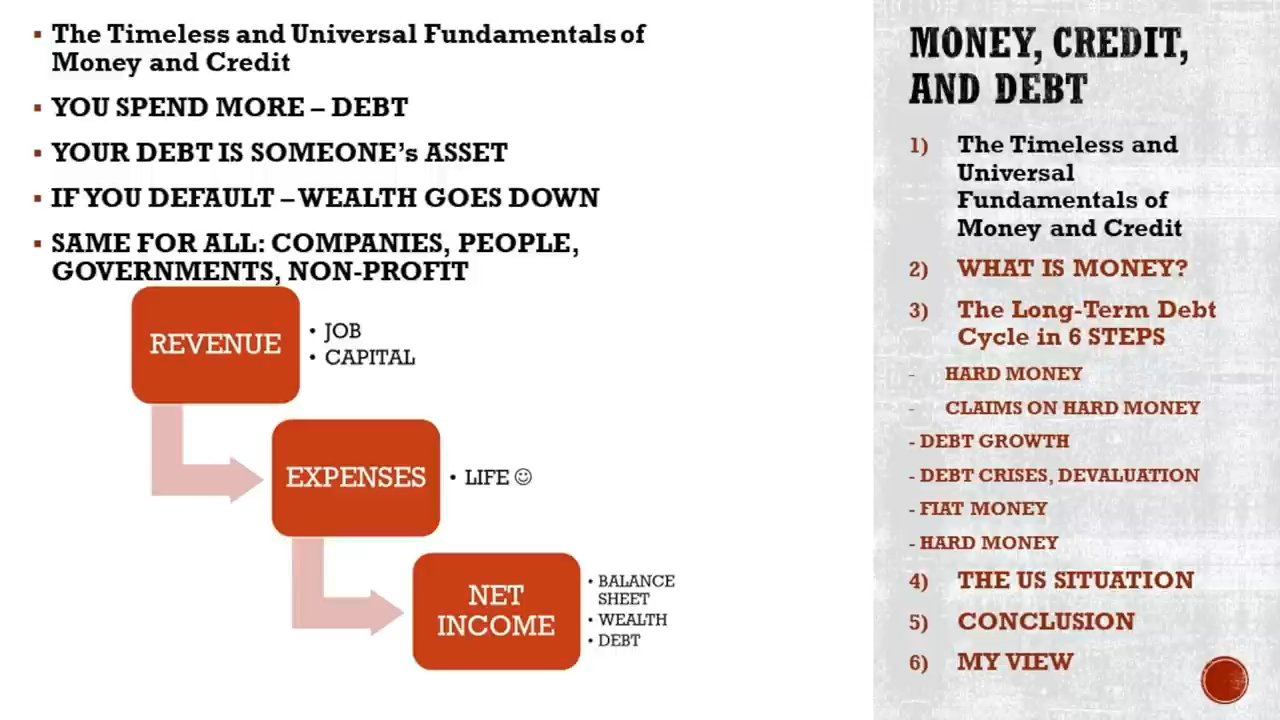 ▪ The Timeless and Universal Fundamentals of
Money and Credit
▪ YOU SPEND MORE – DEBT
▪ YOUR DEBT IS SOMEONE's ASSET
▪ IF YOU DEFAULT – WEALTH GOES DOWN
▪ SAME FOR ALL: COMPANIES, PEOPLE,
GOVERNMENTS, NON-PROFIT
REVENUE
• JOB
• CAPITAL
EXPENSES
• LIFE ☺
NET
INCOME
• BALANCE
SHEET
• WEALTH
• DEBT
MONEY, CREDIT,
AND DEBT
1) The Timeless and
Universal
Fundamentals of
Money and Credit
2) WHAT IS MONEY?
3) The Long-Term Debt
Cycle in 6 STEPS
- HARD MONEY
- CLAIMS ON HARD MONEY
- DEBT GROWTH
- DEBT CRISES, DEVALUATION
- FIAT MONEY
- HARD MONEY
4) THE US SITUATION
5) CONCLUSION
6) MY VIEW